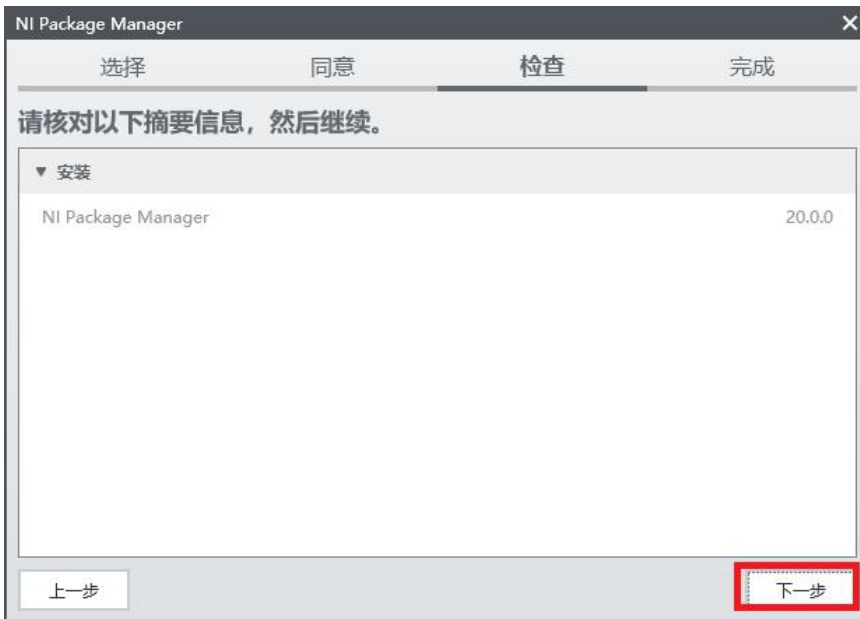 NI Package Manager
选择 同意 检查 完成
请核对以下摘要信息，然后继续。
安装
NI Package Manager 20.0.0
上一步 下一步